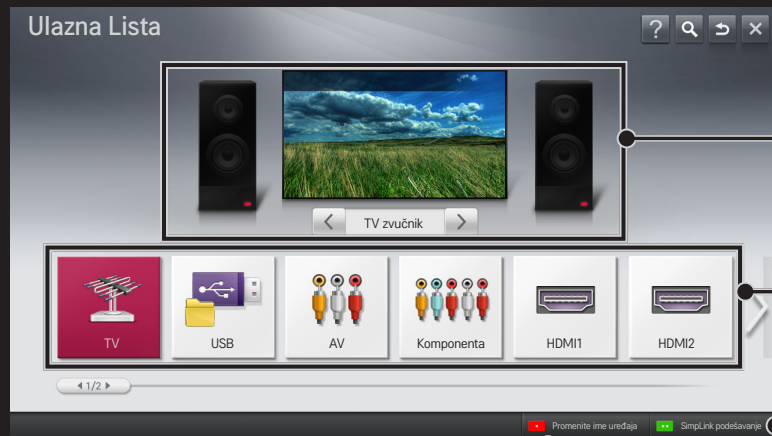 Ulazna Lista
?
TV zvučnik
TV
USB
AV
Komponenta
HDMI1
HDMI2
1/2
Promenite ime uređaja
SimpLink podešavanje